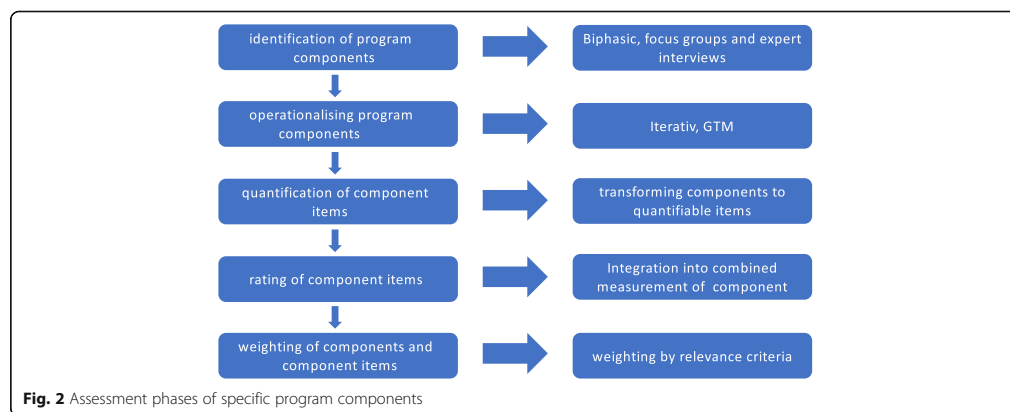 identification of program
components
Biphasic, focus groups and expert
interviews
operationalising program
components
Iterativ, GTM
quantification of component
items
transforming components to
quantifiable items
rating of component items
Integration into combined
measurement of component
weighting of components and
component items
weighting by relevance criteria
Fig. 2 Assessment phases of specific program components